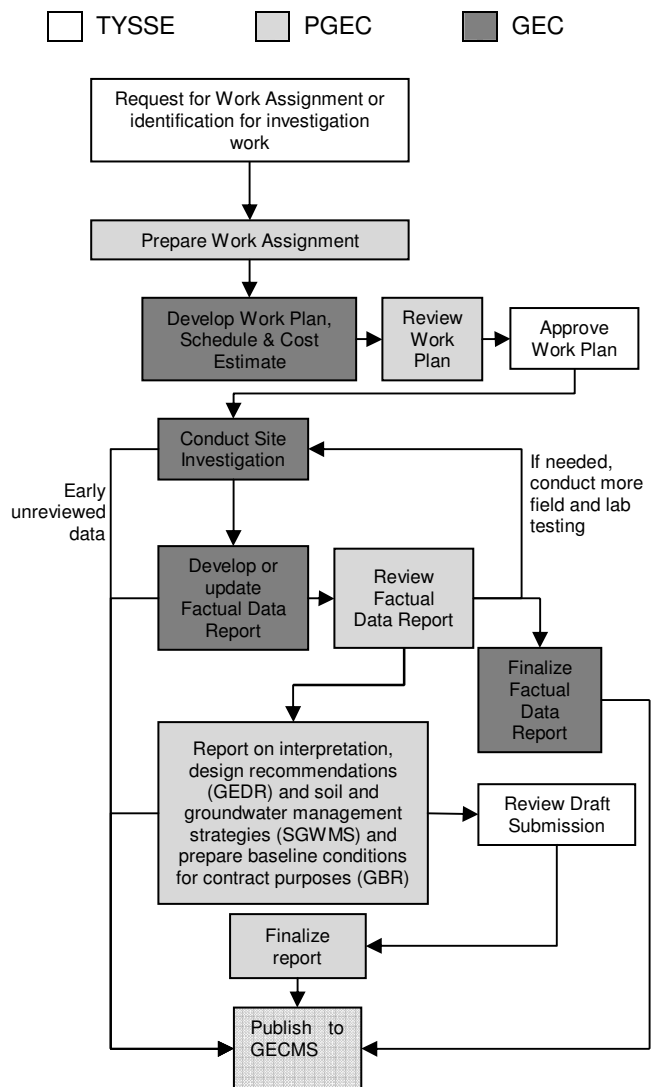 TYSSE
PGEC
GEC
Request for Work Assignment or
identification for investigation
work
Prepare Work Assignment
Develop Work Plan,
Schedule & Cost
Estimate
Review
Work
Plan
Approve
Work Plan
Conduct Site
Investigation
Early
unreviewed
data
If needed,
conduct more
field and lab
testing
Develop or
update
Factual Data
Report
Review
Factual
Data Report
Finalize
Factual
Data
Report
Report on interpretation,
design recommendations
(GEDR) and soil and
groundwater management
strategies (SGWMS) and
prepare baseline conditions
for contract purposes (GBR)
Review Draft
Submission
Finalize
report
Publish to
GECMS